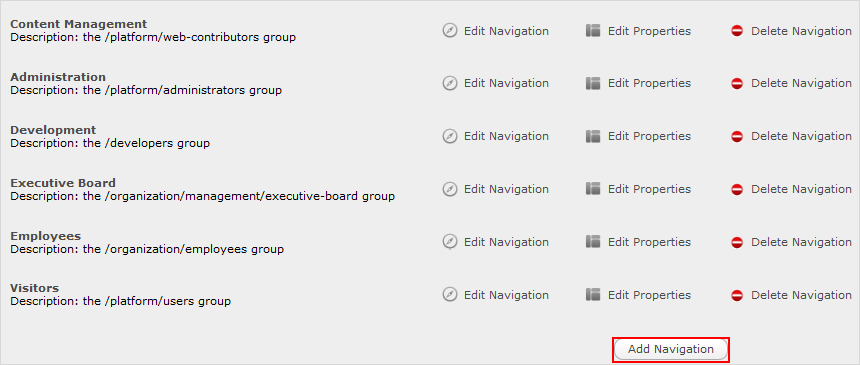 Content Management
Description: the /platform/web-contributors group
Edit Navigation
Edit Properties
Delete Navigation
Administration
Description: the /platform/administrators group
Edit Navigation
Edit Properties
Delete Navigation
Development
Description: the /developers group
Edit Navigation
Edit Properties
Delete Navigation
Executive Board
Description: the /organization/management/executive-board group
Edit Navigation
Edit Properties
Delete Navigation
Employees
Description: the /organization/employees group
Edit Navigation
Edit Properties
Delete Navigation
Visitors
Description: the /platform/users group
Edit Navigation
Edit Properties
Delete Navigation
Add Navigation